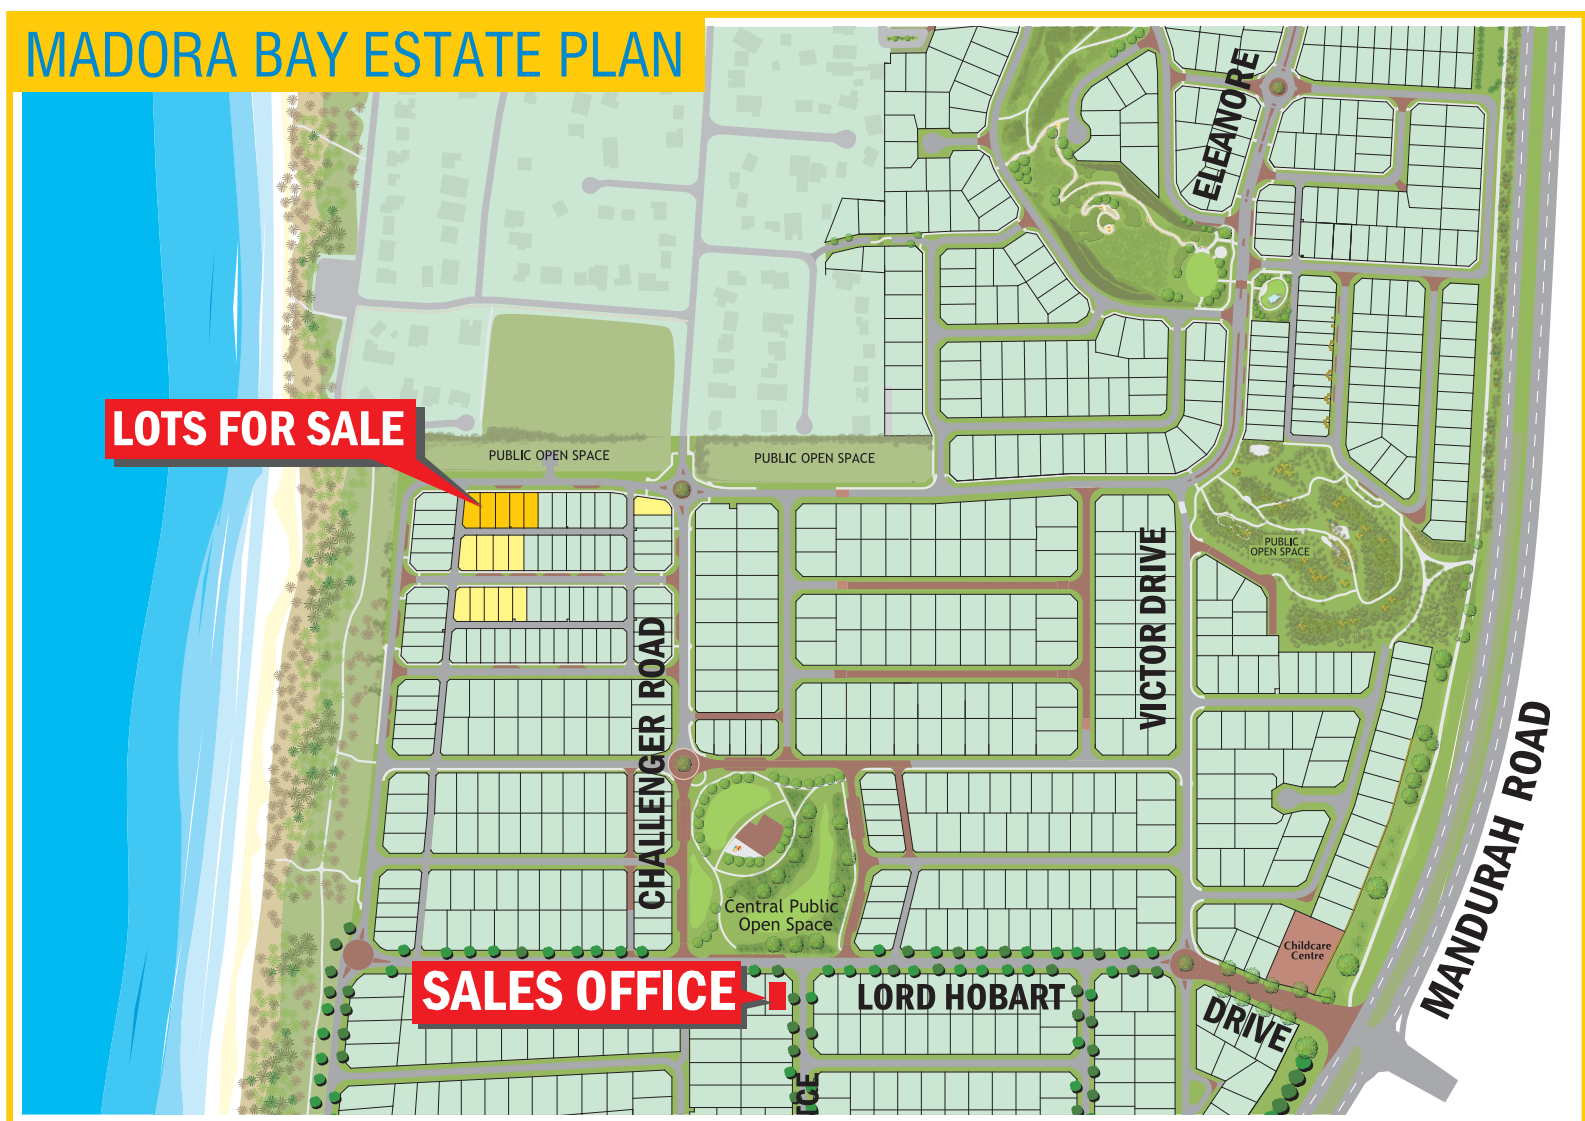 MADORA BAY ESTATE PLAN
ELEANORE
LOTS FOR SALE
PUBLIC OPEN SPACE
PUBLIC OPEN SPACE
PUBLIC
OPEN SPACE
VICTOR DRIVE
CHALLENGER ROAD
MANDURAH ROAD
Central Public
Open Space
Childcare
Centre
SALES OFFICE
LORD HOBART
DRIVE